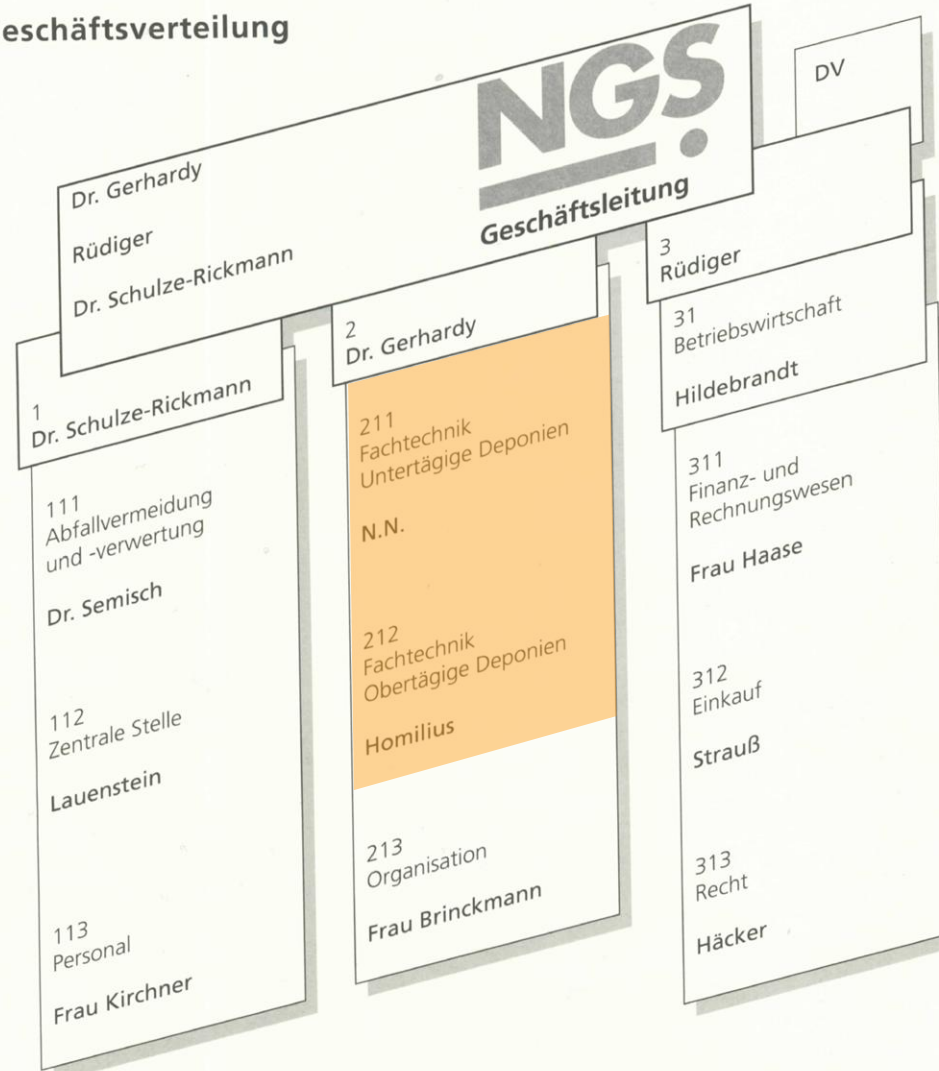 eschäftsverteilung
NGS
Geschäftsleitung
Dr. Gerhardy
Rüdiger
Dr. Schulze-Rickmann
DV
1
Dr. Schulze-Rickmann
111
Abfallvermeidung
und -verwertung
Dr. Semisch
112
Zentrale Stelle
Lauenstein
113
Personal
Frau Kirchner
2
Dr. Gerhardy
211
Fachtechnik
Untertägige Deponien
N.N.
212
Fachtechnik
Obertägige Deponien
Homilius
213
Organisation
Frau Brinckmann
3
Rüdiger
31
Betriebswirtschaft
Hildebrandt
311
Finanz- und
Rechnungswesen
Frau Haase
312
Einkauf
Strauß
313
Recht
Häcker